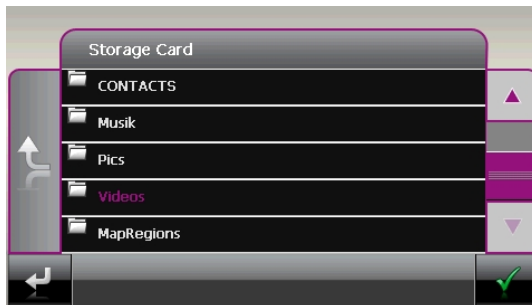 Storage Card
CONTACTS
Musik
Pics
Videos
MapRegions